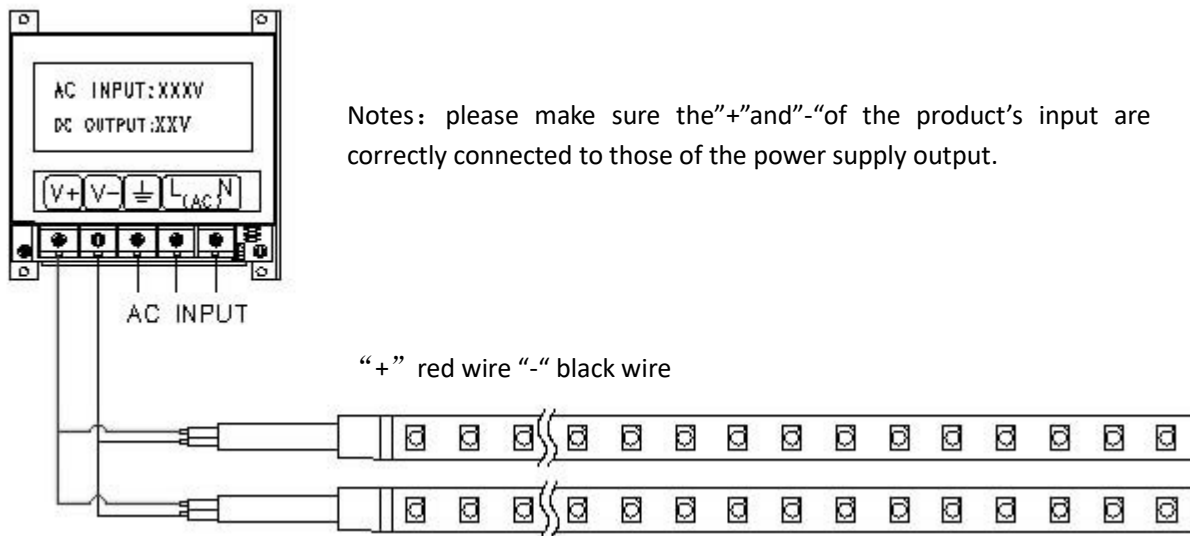 AC INPUT:XXXV
DC OUTPUT:XXV
V+ V- L(AC)N
AC INPUT
Notes：please make sure the”+”and”-“of the product’s input are
correctly connected to those of the power supply output.
“+” red wire “-“ black wire